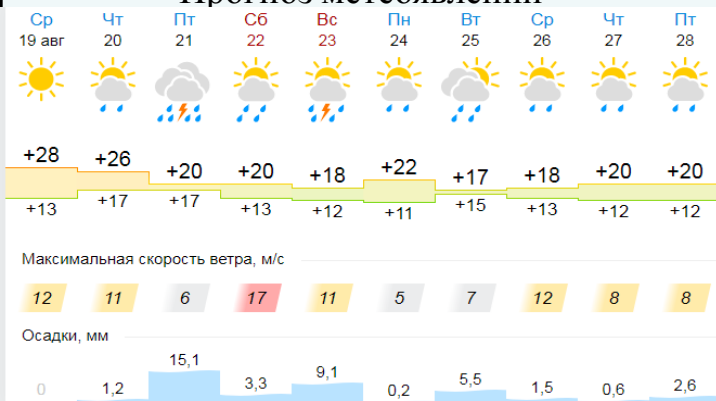 Прогноз метеоявлений
Ср Чт Пт Сб Вс Пн Вт Ср Чт Пт
19 авг 20 21 22 23 24 25 26 27 28
+28 +26 +20 +20 +18 +22 +17 +18 +20 +20
+13 +17 +17 +13 +12 +11 +15 +13 +12 +12
Максимальная скорость ветра, м/с
12 11 6 17 11 5 7 12 8 8
Осадки, мм
0 1,2 15,1 3,3 9,1 0,2 5,5 1,5 0,6 2,6